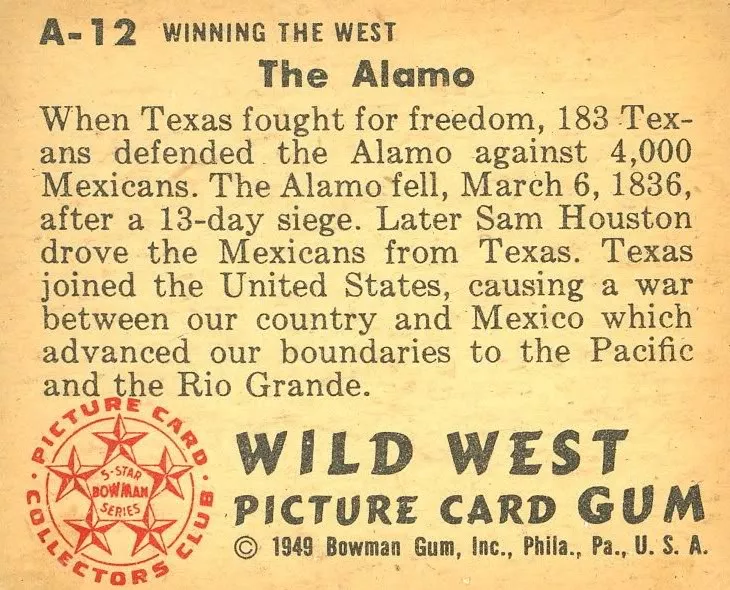 A-12 WINNING THE WEST
The Alamo
When Texas fought for freedom, 183 Tex-
ans defended the Alamo against 4,000
Mexicans. The Alamo fell, March 6, 1836,
after a 13-day siege. Later Sam Houston
drove the Mexicans from Texas. Texas
joined the United States, causing a war
between our country and Mexico which
advanced our boundaries to the Pacific
and the Rio Grande.
PICTURE CARD
COLLECTORS CLUB
5-STAR
BOWMAN
SERIES
WILD WEST
PICTURE CARD GUM
© 1949 Bowman Gum, Inc., Phila., Pa., U. S. A.